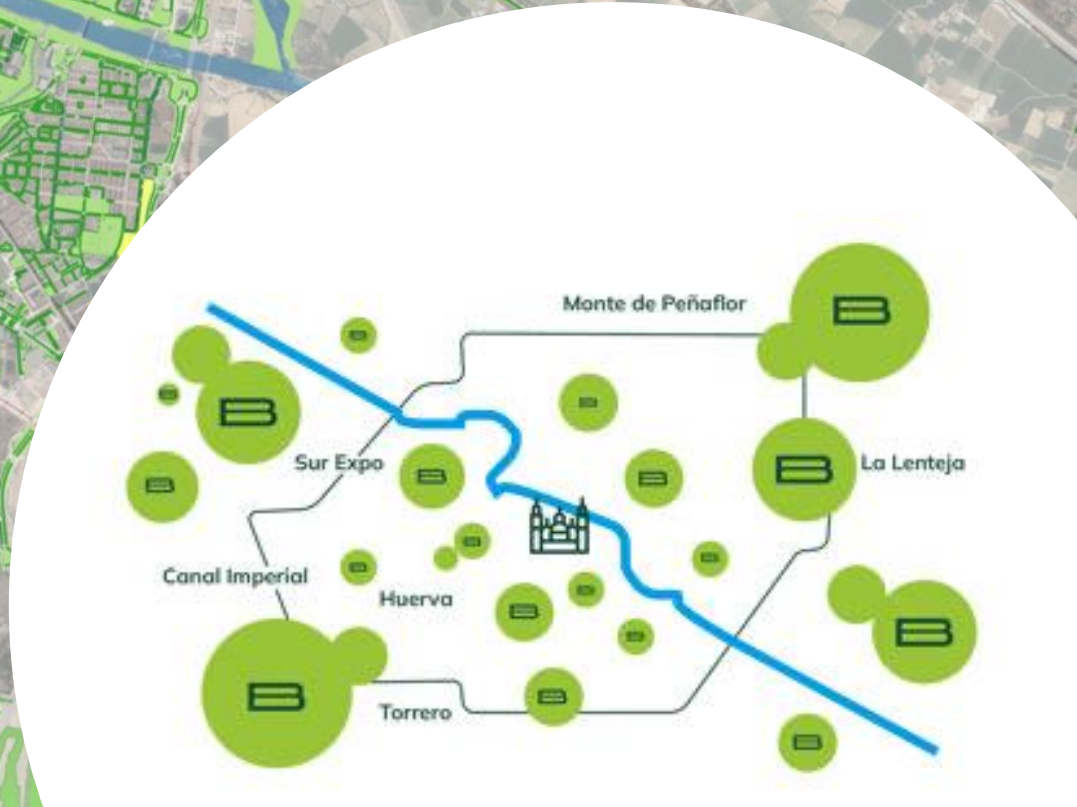 Monte de Peñaflor
Sur Expo
La Lenteja
Canal Imperial
Huerva
Torrero